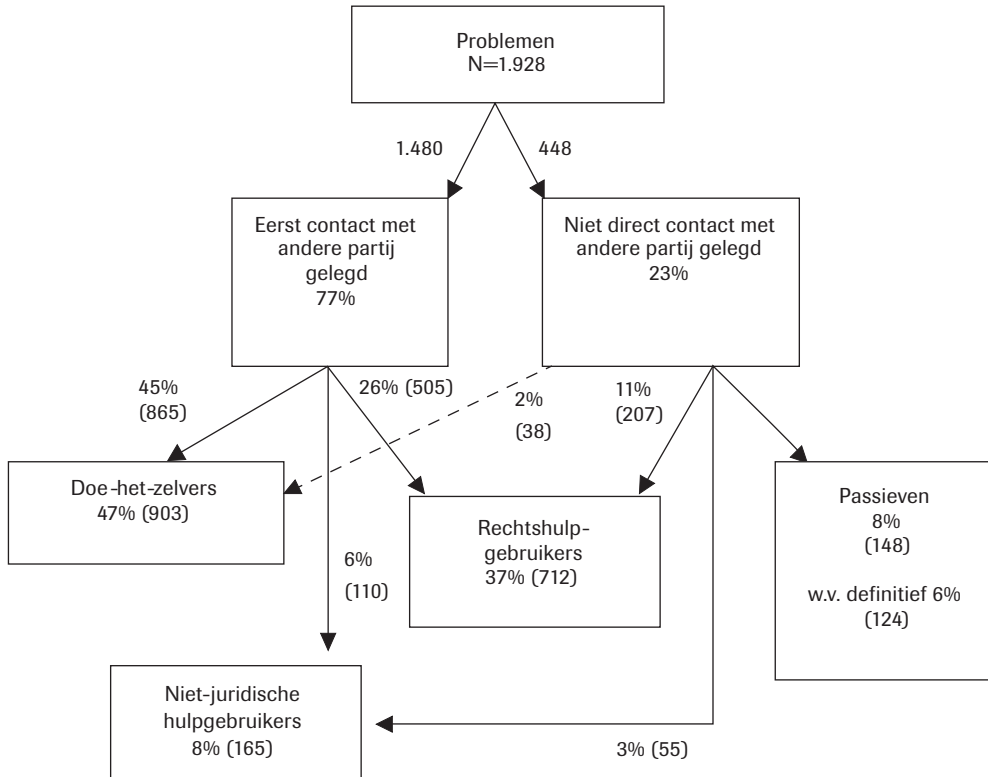 Problemen
N=1.928
1.480
448
Eerst contact met
andere partij
gelegd
77%
Niet direct contact met
andere partij gelegd
23%
45%
(865)
26% (505)
2%
(38)
11%
(207)
Doe-het-zelvers
47% (903)
6%
(110)
Rechtshulp-
gebruikers
37% (712)
Passieven
8%
(148)
w.v. definitief 6%
(124)
Niet-juridische
hulpgebruikers
8% (165)
3% (55)